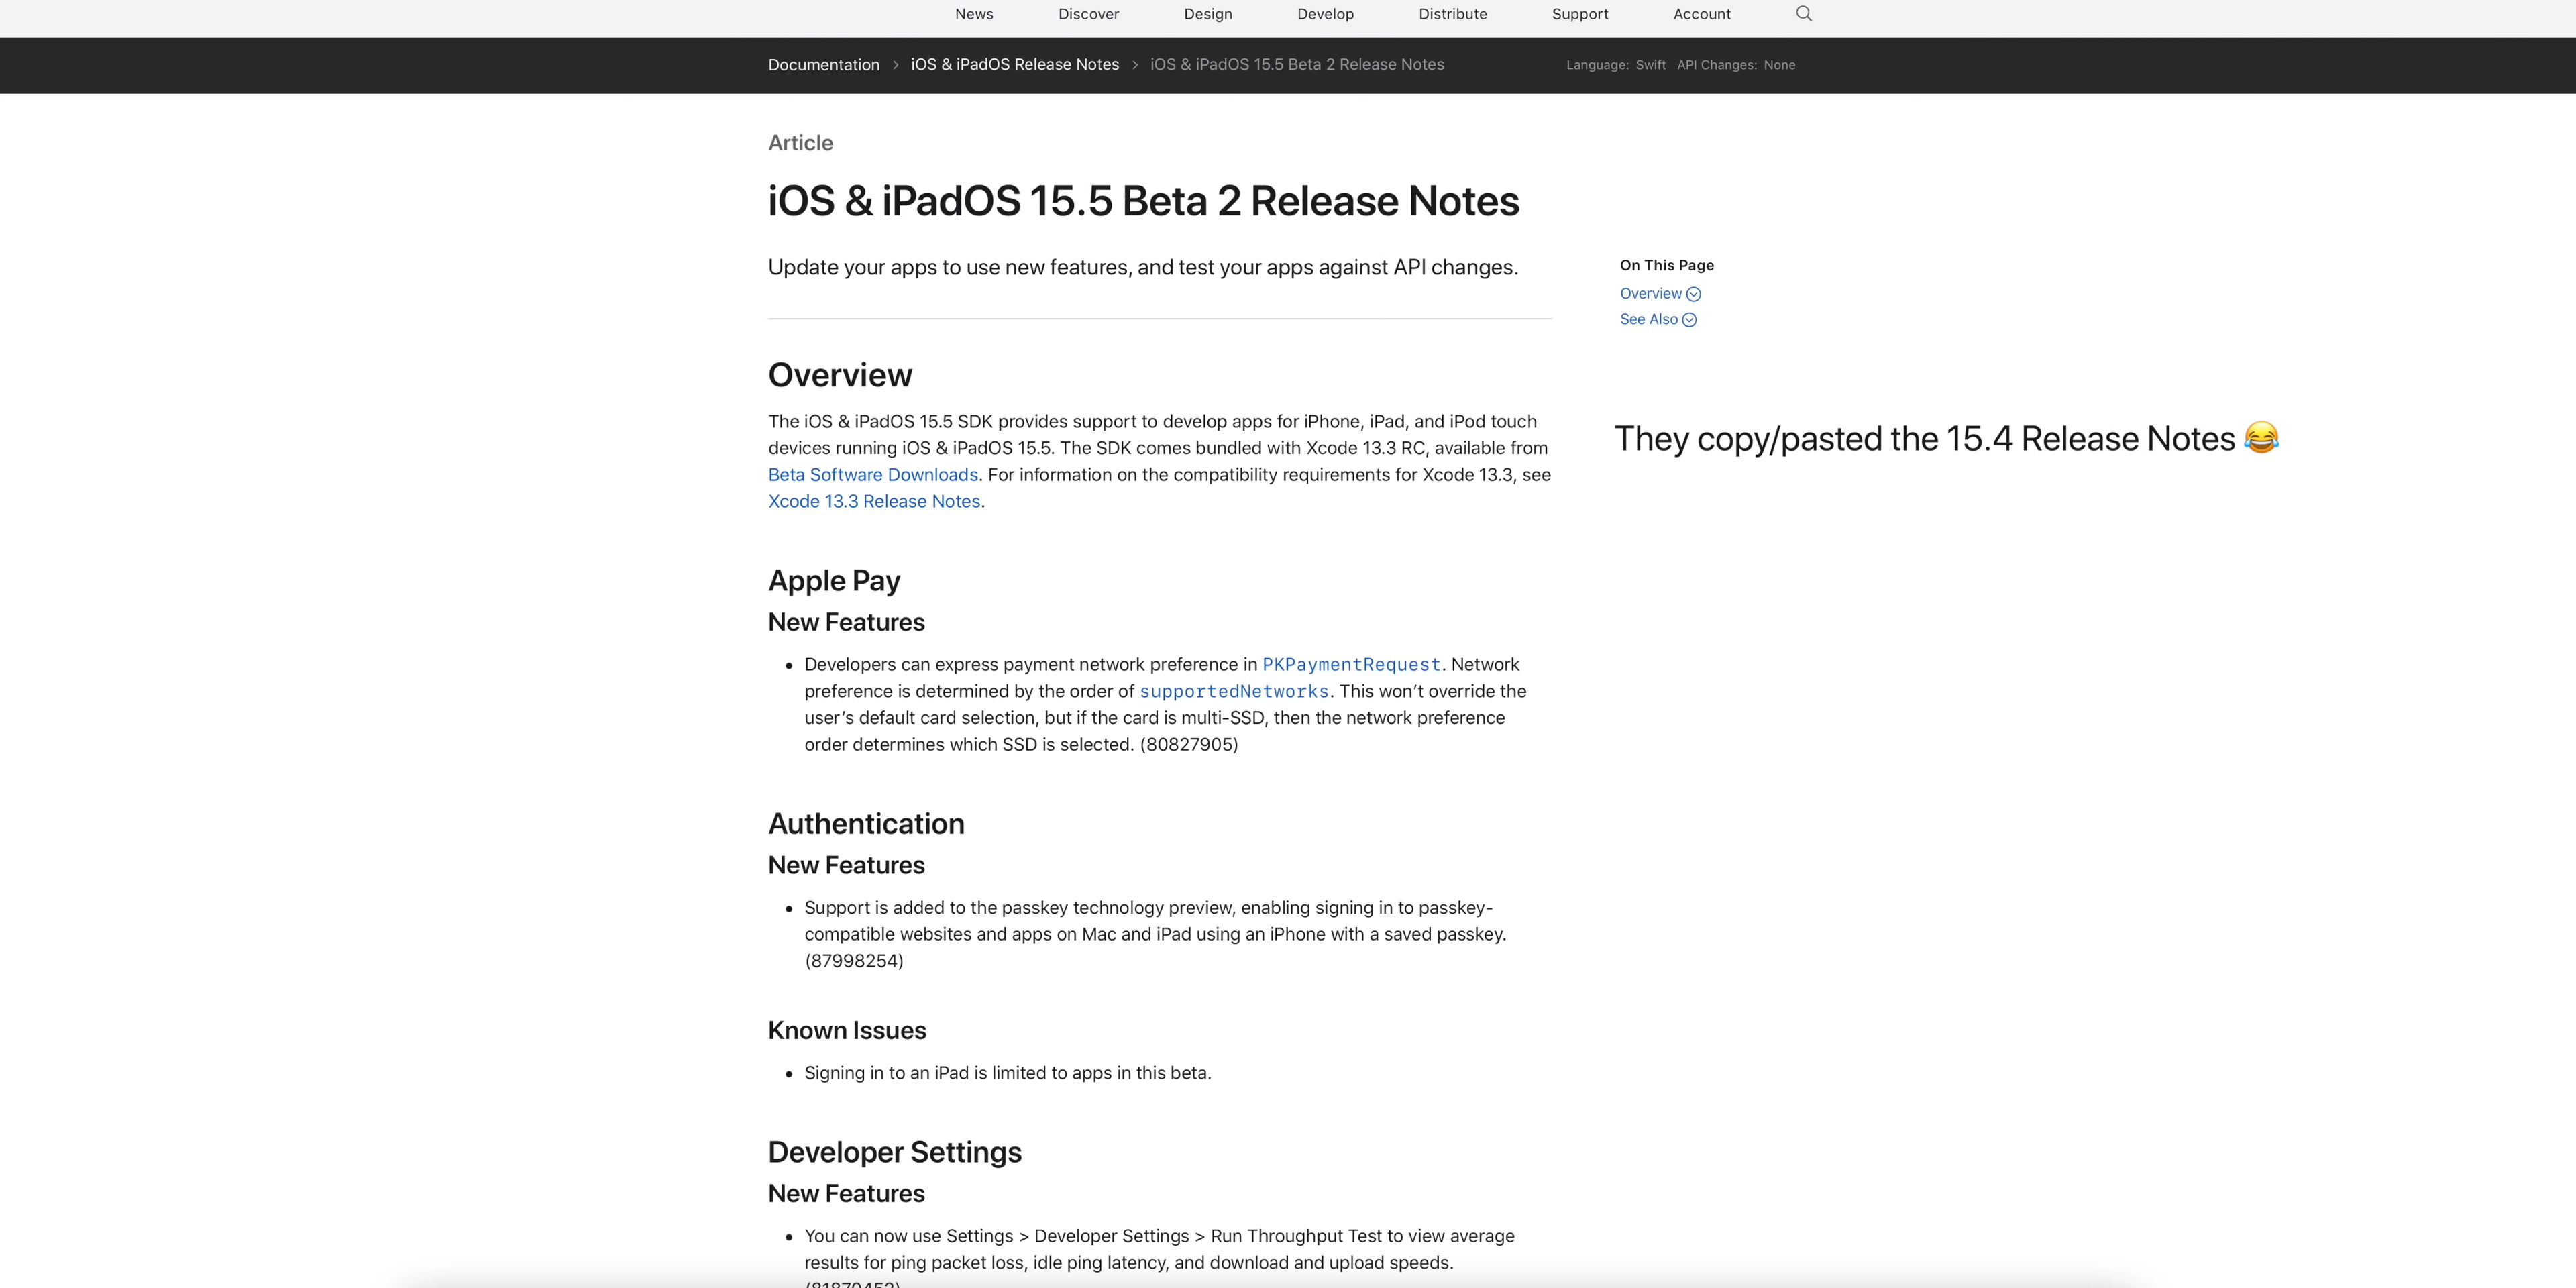 News Discover Design Develop Distribute Support Account
Documentation > iOS & iPadOS Release Notes > iOS & iPadOS 15.5 Beta 2 Release Notes Language: Swift API Changes: None
Article
iOS & iPadOS 15.5 Beta 2 Release Notes
Update your apps to use new features, and test your apps against API changes.
On This Page
Overview
See Also
Overview
The iOS & iPadOS 15.5 SDK provides support to develop apps for iPhone, iPad, and iPod touch
devices running iOS & iPadOS 15.5. The SDK comes bundled with Xcode 13.3 RC, available from
Beta Software Downloads. For information on the compatibility requirements for Xcode 13.3, see
Xcode 13.3 Release Notes.
They copy/pasted the 15.4 Release Notes 😂
Apple Pay
New Features
• Developers can express payment network preference in PKPaymentRequest. Network
preference is determined by the order of supportedNetworks. This won’t override the
user’s default card selection, but if the card is multi-SSD, then the network preference
order determines which SSD is selected. (80827905)
Authentication
New Features
• Support is added to the passkey technology preview, enabling signing in to passkey-
compatible websites and apps on Mac and iPad using an iPhone with a saved passkey.
(87998254)
Known Issues
• Signing in to an iPad is limited to apps in this beta.
Developer Settings
New Features
• You can now use Settings > Developer Settings > Run Throughput Test to view average
results for ping packet loss, idle ping latency, and download and upload speeds.